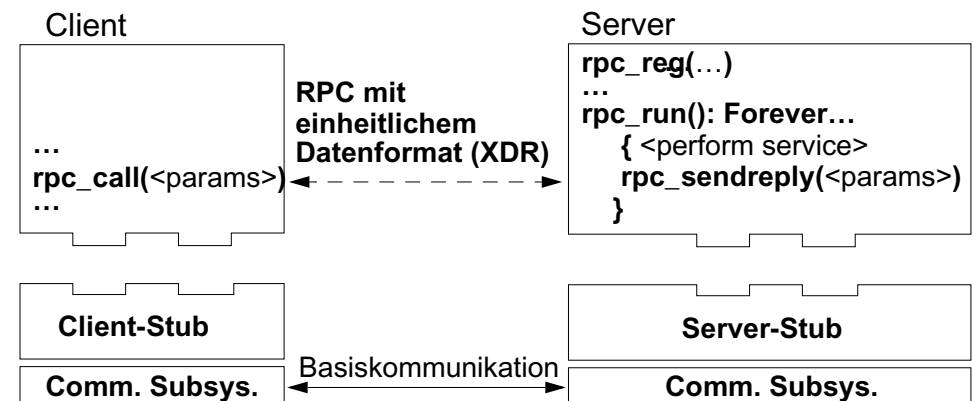 Client
…
rpc_call(<params>)
…
RPC mit
einheitlichem
Datenformat (XDR)
Server
rpc_reg(…)
…
rpc_run(): Forever…
{ <perform service>
rpc_sendreply(<params>)
}
Client-Stub
Server-Stub
Comm. Subsys.
Basiskommunikation
Comm. Subsys.